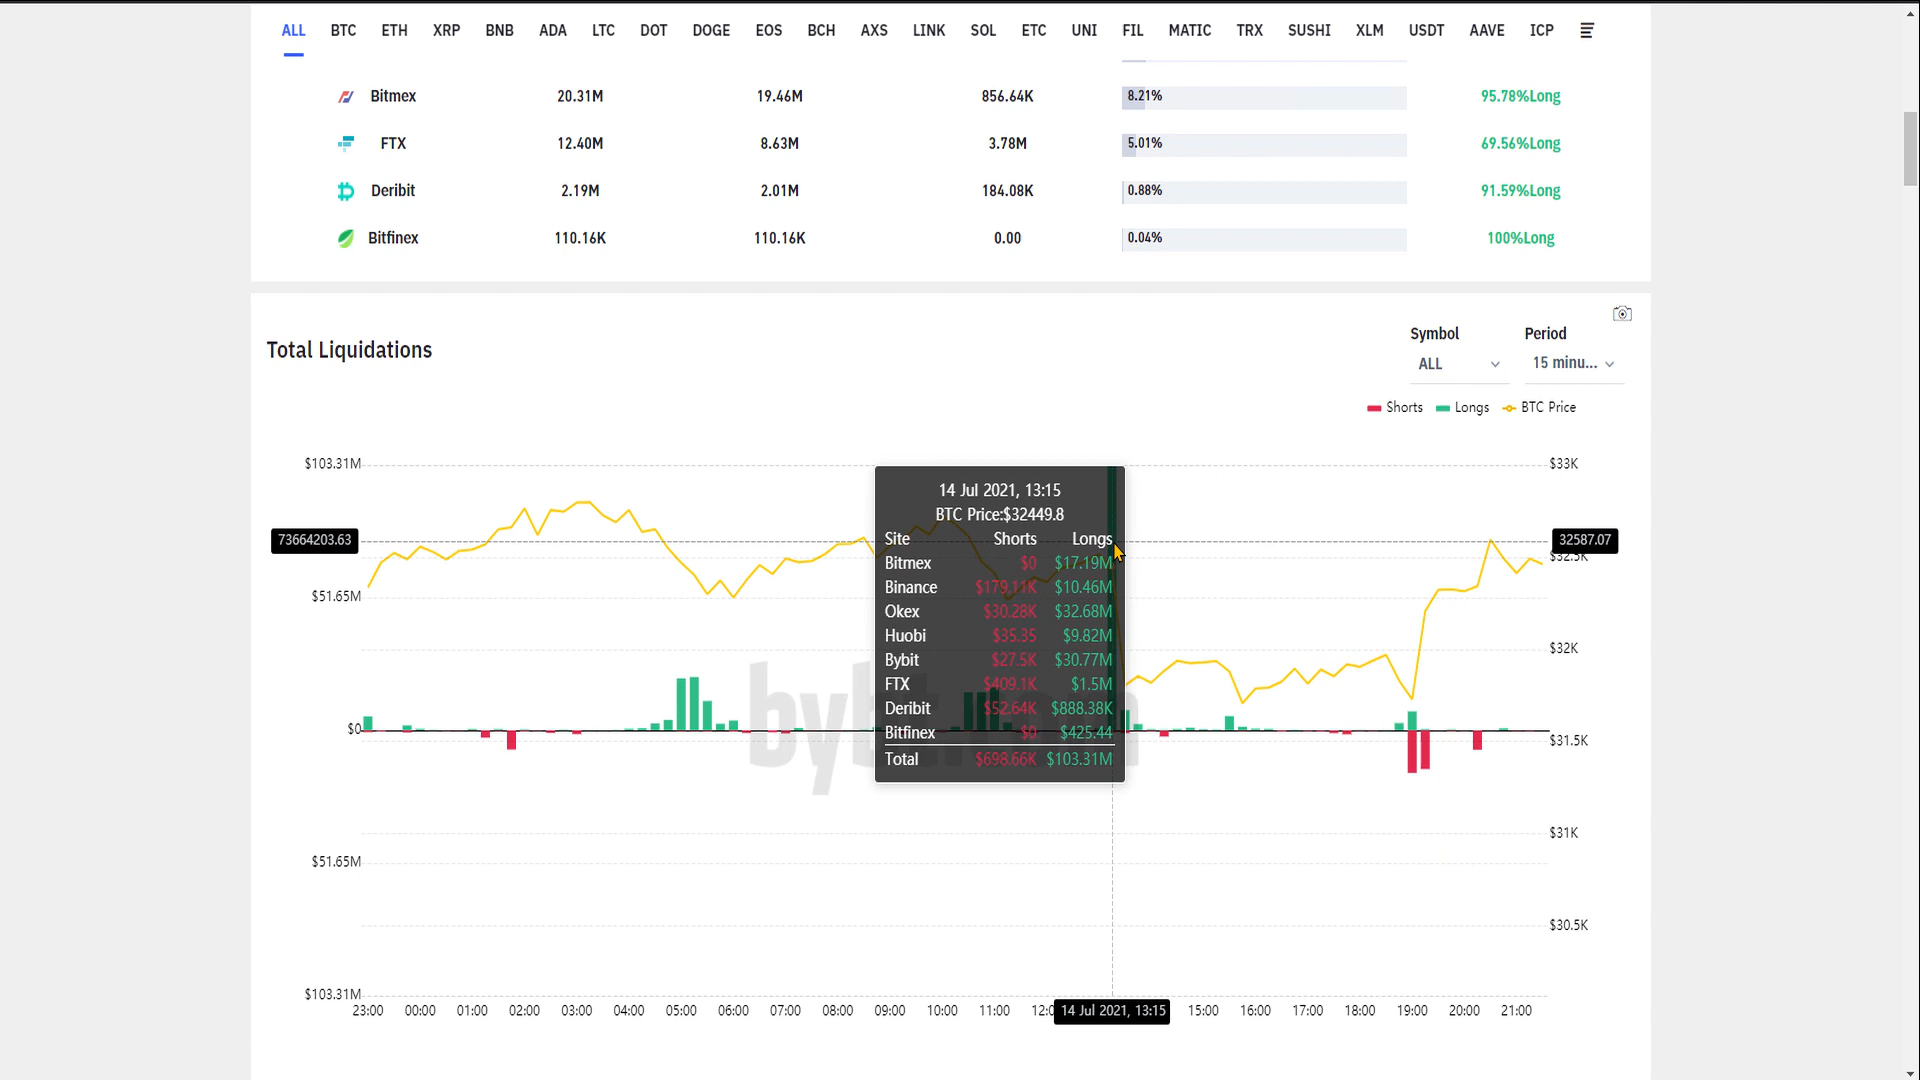 ALL BTC ETH XRP BNB ADA LTC DOT DOGE EOS BCH AXS LINK SOL ETC UNI FIL MATIC TRX SUSHI XLM USDT AAVE ICP
Bitmex 20.31M 19.46M 856.64K 8.21% 95.78%Long
FTX 12.40M 8.63M 3.78M 5.01% 69.56%Long
Deribit 2.19M 2.01M 184.08K 0.88% 91.59%Long
Bitfinex 110.16K 110.16K 0.00 0.04% 100%Long
Total Liquidations
Symbol Period
ALL 15 minu...
Shorts Longs BTC Price
$103.31M $33K
14 Jul 2021, 13:15
BTC Price:$32449.8
Site Shorts Longs
73664203.63 32587.07
$32.5K
Bitmex $0 $17.19M
Binance $179.11K $10.46M
$51.65M
Okex $30.28K $32.68M
Huobi $35.35 $9.82M
$32K
Bybit $27.5K $30.77M
FTX $409.1K $1.5M
Deribit $52.64K $888.38K
$0
Bitfinex $0 $425.44
$31.5K
Total $698.66K $103.31M
$31K
$51.65M
$30.5K
$103.31M
23:00 00:00 01:00 02:00 03:00 04:00 05:00 06:00 07:00 08:00 09:00 10:00 11:00 12:0 14 Jul 2021, 13:15 15:00 16:00 17:00 18:00 19:00 20:00 21:00